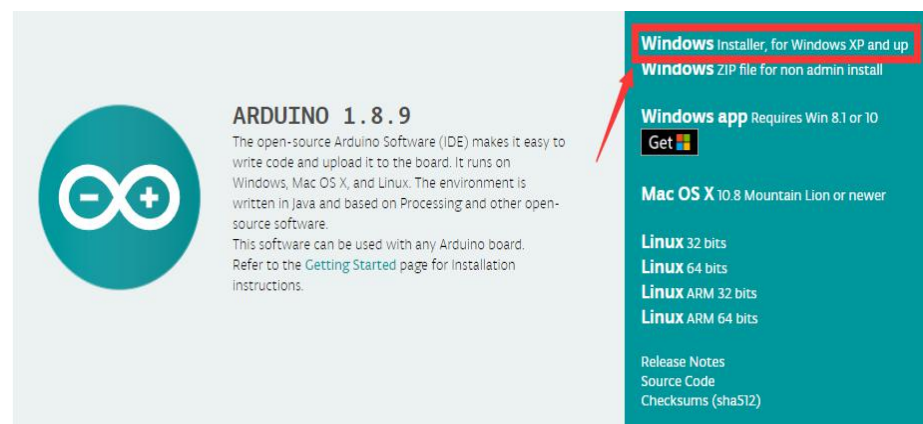 ARDUINO 1.8.9
The open-source Arduino Software (IDE) makes it easy to
write code and upload it to the board. It runs on
Windows, Mac OS X, and Linux. The environment is
written in Java and based on Processing and other open-
source software.
This software can be used with any Arduino board.
Refer to the Getting Started page for Installation
instructions.
Windows Installer, for Windows XP and up
Windows ZIP file for non admin install
Windows app Requires Win 8.1 or 10
Get
Mac OS X 10.8 Mountain Lion or newer
Linux 32 bits
Linux 64 bits
Linux ARM 32 bits
Linux ARM 64 bits
Release Notes
Source Code
Checksums (sha512)